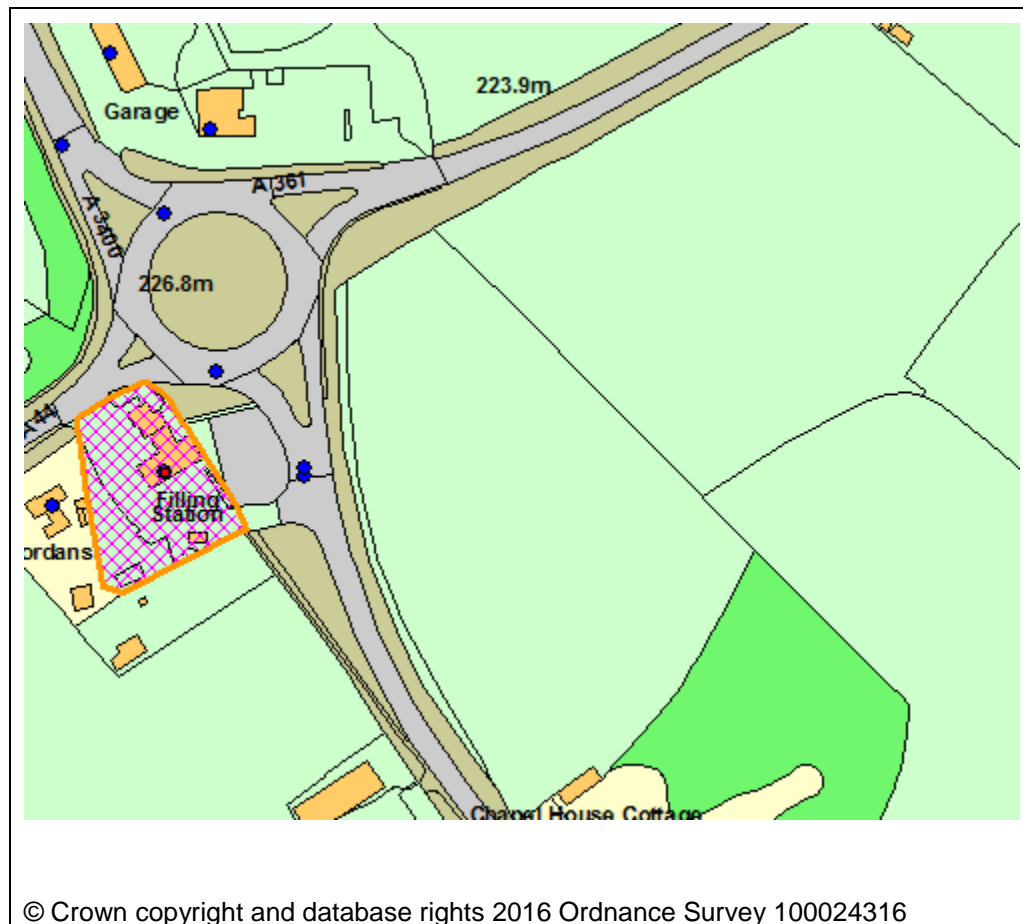 223.9m
Garage
A 361
A 3400
226.8m
A 44
Filling
Station
ordans
Chapel House Cottage
© Crown copyright and database rights 2016 Ordnance Survey 100024316